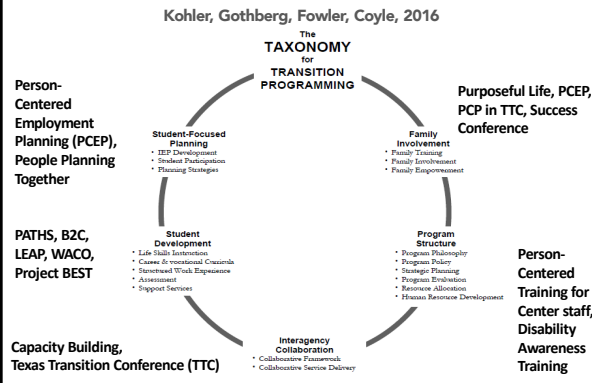 Kohler, Gothberg, Fowler, Coyle, 2016
The
TAXONOMY
for
TRANSITION
PROGRAMMING
Person-
Centered
Employment
Planning (PCEP),
People Planning
Together
Student-Focused
Planning
• IEP Development
• Student Participation
• Planning Strategies
Family
Involvement
• Family Training
• Family Involvement
• Family Empowerment
Purposeful Life, PCEP,
PCP in TTC, Success
Conference
PATHS, B2C,
LEAP, WACO,
Project BEST
Student
Development
• Life Skills Instruction
• Career & vocational Curricula
• Structured Work Experience
• Assessment
• Support Services
Program
Structure
• Program Philosophy
• Program Policy
• Strategic Planning
• Program Evaluation
• Resource Allocation
• Human Resource Development
Person-
Centered
Training for
Center staff,
Disability
Awareness
Training
Capacity Building,
Texas Transition Conference (TTC)
Interagency
Collaboration
• Collaborative Framework
• Collaborative Service Delivery